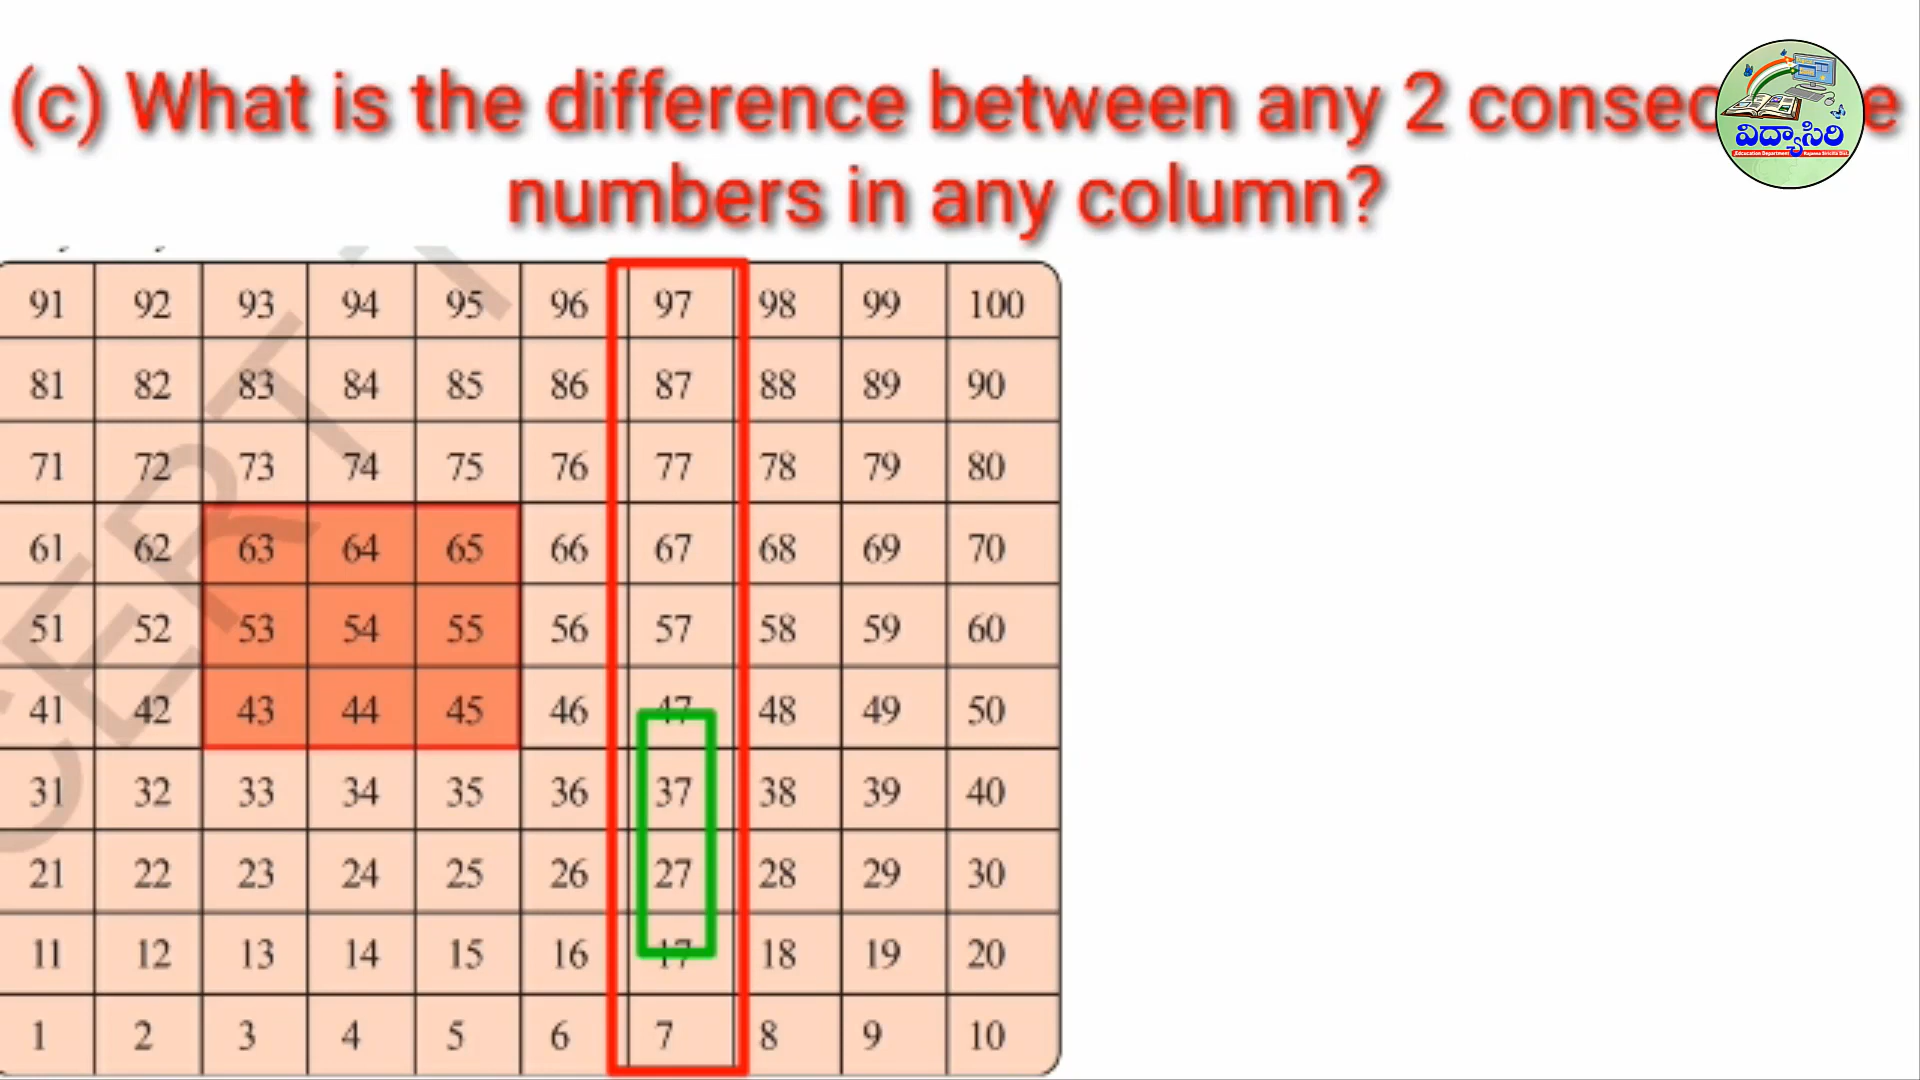 (c) What is the difference between any 2 consec e
numbers in any column?
విద్యాసిరి
91 92 93 94 95 96 97 98 99 100
81 82 83 84 85 86 87 88 89 90
71 72 73 74 75 76 77 78 79 80
61 62 63 64 65 66 67 68 69 70
51 52 53 54 55 56 57 58 59 60
41 42 43 44 45 46 47 48 49 50
31 32 33 34 35 36 37 38 39 40
21 22 23 24 25 26 27 28 29 30
11 12 13 14 15 16 17 18 19 20
1 2 3 4 5 6 7 8 9 10
CERT